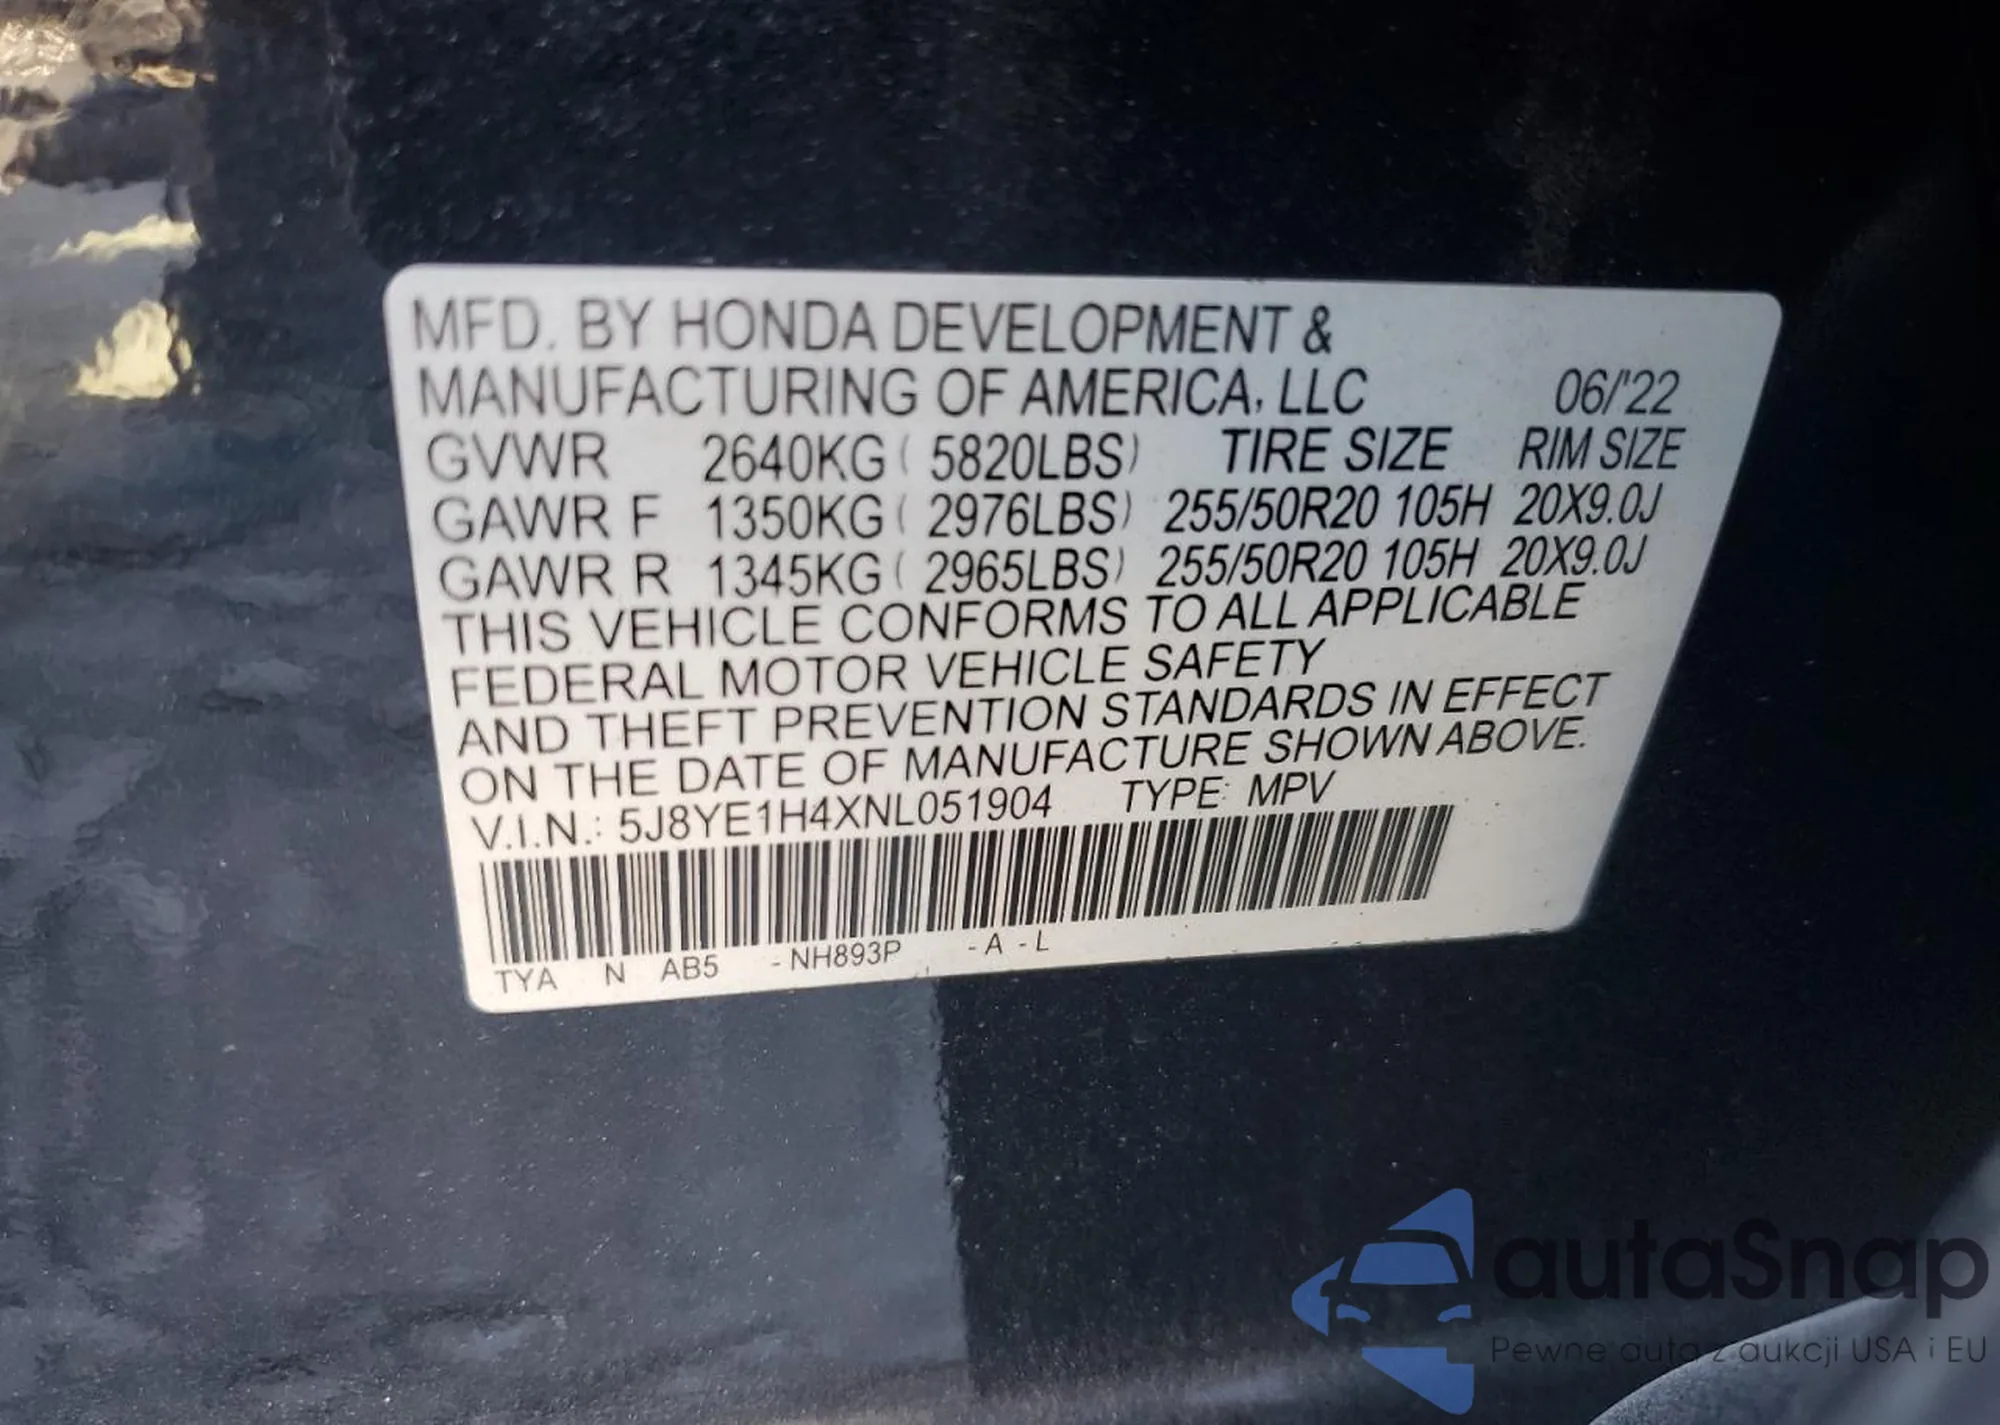 MFD. BY HONDA DEVELOPMENT &
MANUFACTURING OF AMERICA, LLC 06/'22
GVWR 2640KG ( 5820LBS) TIRE SIZE RIM SIZE
GAWR F 1350KG ( 2976LBS) 255/50R20 105H 20X9.0J
GAWR R 1345KG ( 2965LBS) 255/50R20 105H 20X9.0J
THIS VEHICLE CONFORMS TO ALL APPLICABLE
FEDERAL MOTOR VEHICLE SAFETY
AND THEFT PREVENTION STANDARDS IN EFFECT
ON THE DATE OF MANUFACTURE SHOWN ABOVE.
V.I.N.: 5J8YE1H4XNL051904 TYPE: MPV
TYA N AB5 -NH893P -A -L
autaSnap
Pewne auta z aukcji USA i EU